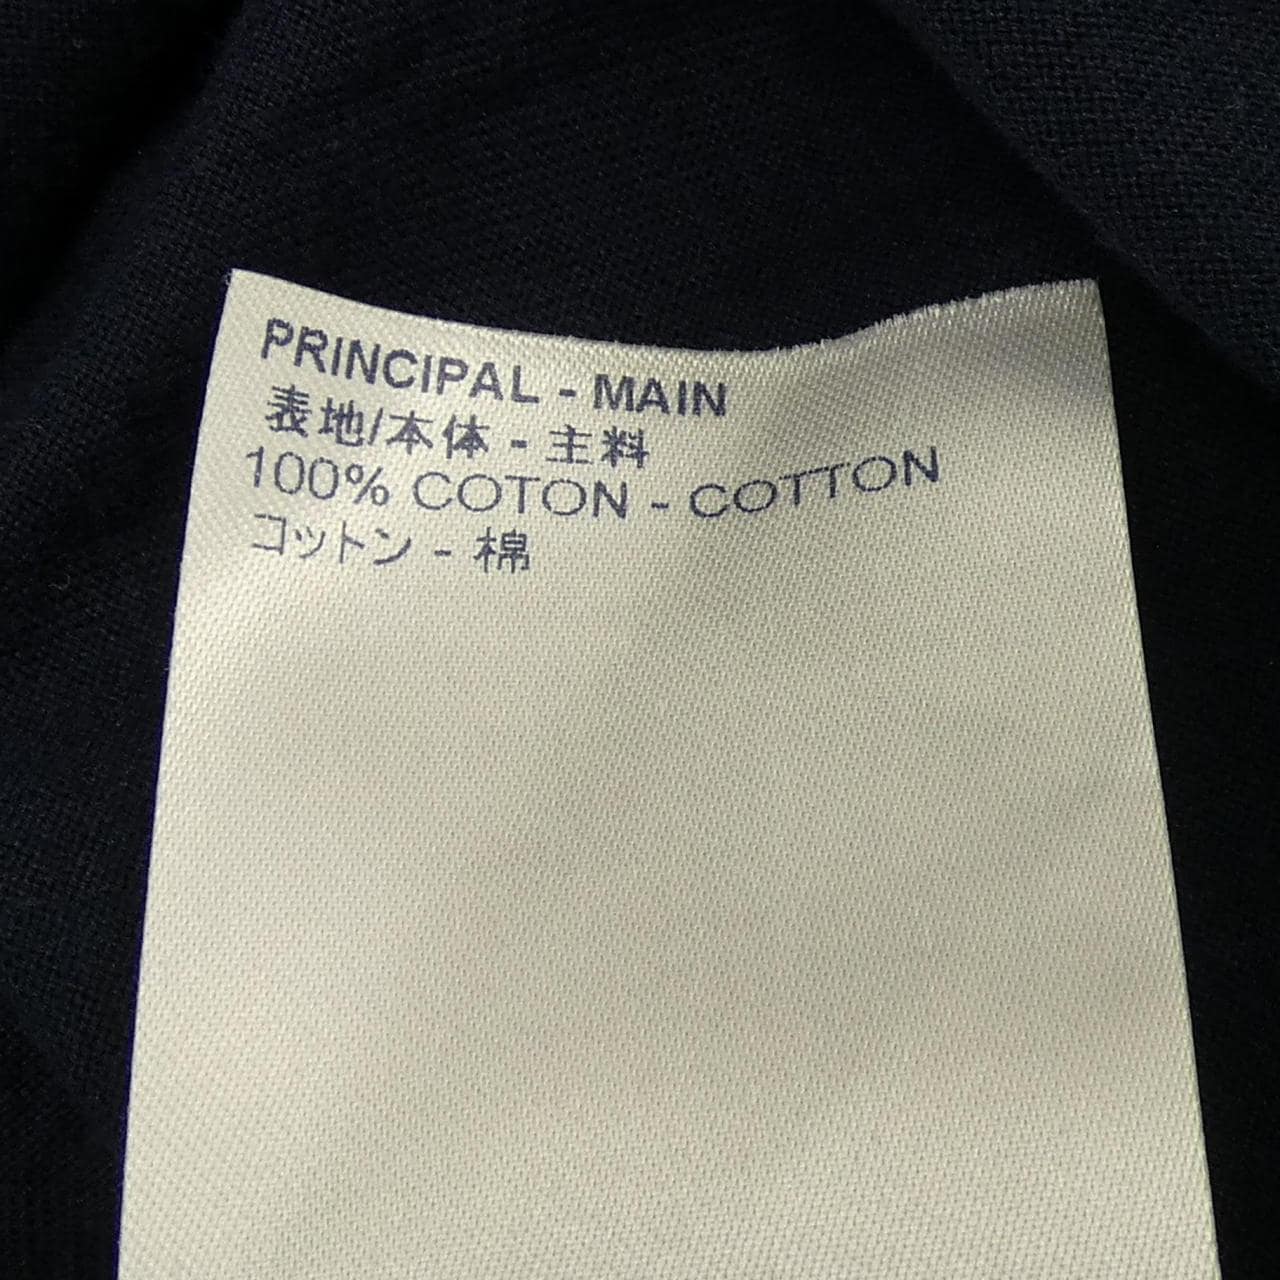 PRINCIPAL - MAIN
表地/本体 - 主料
100% COTON - COTTON
コットン - 棉